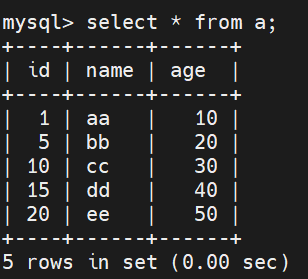 mysql> select * from a;
+----+------+------+
| id | name | age  |
+----+------+------+
|  1 | aa   |   10 |
|  5 | bb   |   20 |
| 10 | cc   |   30 |
| 15 | dd   |   40 |
| 20 | ee   |   50 |
+----+------+------+
5 rows in set (0.00 sec)